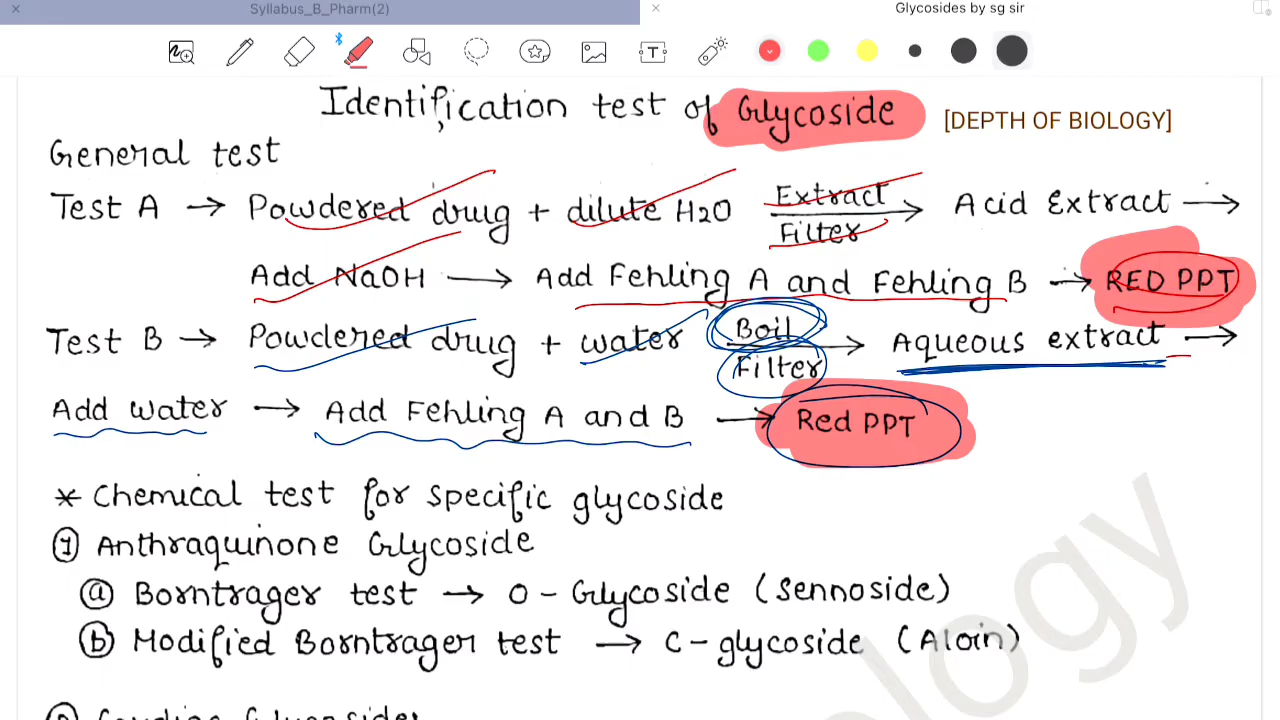 Syllabus_B_Pharm(2)
Glycosides by sg sir
Identification test of Glycoside [DEPTH OF BIOLOGY]
General test
Test A → Powdered drug + dilute H2O Extract Filter → Acid Extract →
Add NaOH → Add Fehling A and Fehling B → RED PPT
Test B → Powdered drug + water Boil Filter → Aqueous extract →
Add water → Add Fehling A and B → Red PPT
* Chemical test for specific glycoside
① Anthraquinone Glycoside
ⓐ Borntrager test → O - Glycoside (Sennoside)
ⓑ Modified Borntrager test → C - glycoside (Aloin)
ology